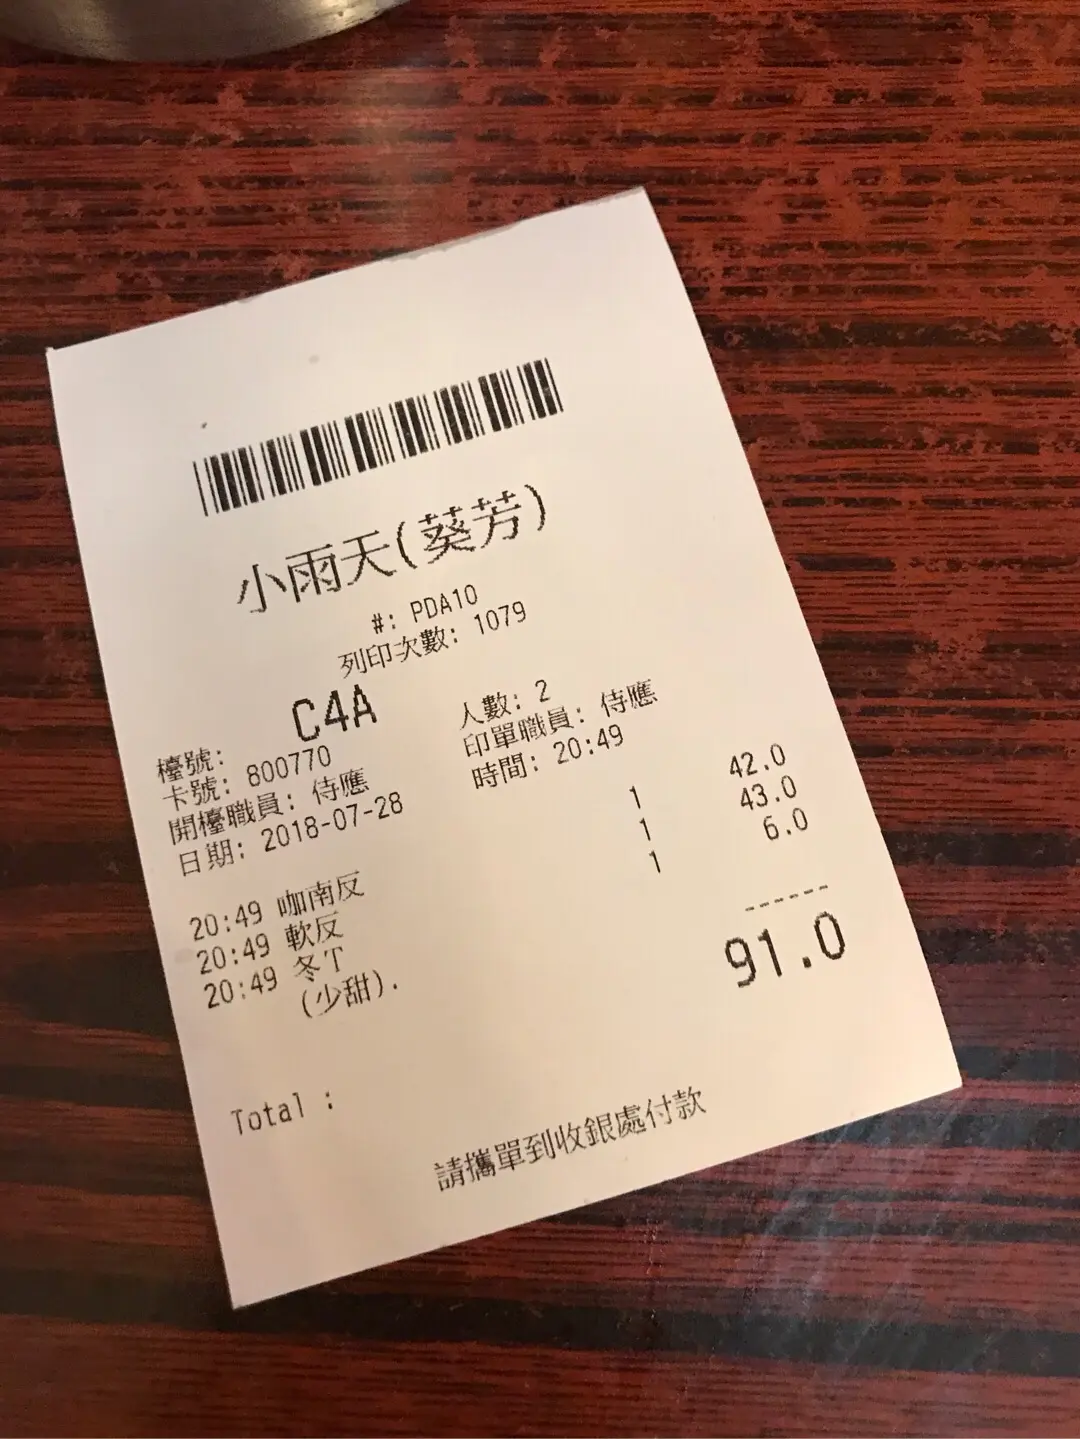 小雨天(葵芳)
#: PDA10
列印次數: 1079
檯號: C4A 人數: 2
卡號: 800770 印單職員: 侍應
開檯職員: 侍應 時間: 20:49
日期: 2018-07-28
20:49 咖南反 1 42.0
20:49 軟反 1 43.0
20:49 冬T 1 6.0
(少甜).
------
Total : 91.0
請攜單到收銀處付款